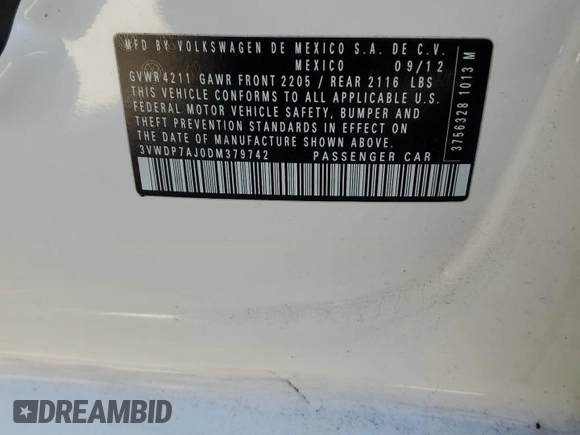 MFD BY VOLKSWAGEN DE MEXICO S.A. DE C.V.
MEXICO 09/12
GVWR4211 GAWR FRONT 2205 / REAR 2116 LBS
THIS VEHICLE CONFORMS TO ALL APPLICABLE U.S.
FEDERAL MOTOR VEHICLE SAFETY, BUMPER AND
THEFT PREVENTION STANDARDS IN EFFECT ON
THE DATE OF MANUFACTURE SHOWN ABOVE.
3VWDP7AJ0DM379742 PASSENGER CAR
3756328 1013 M
DREAMBID